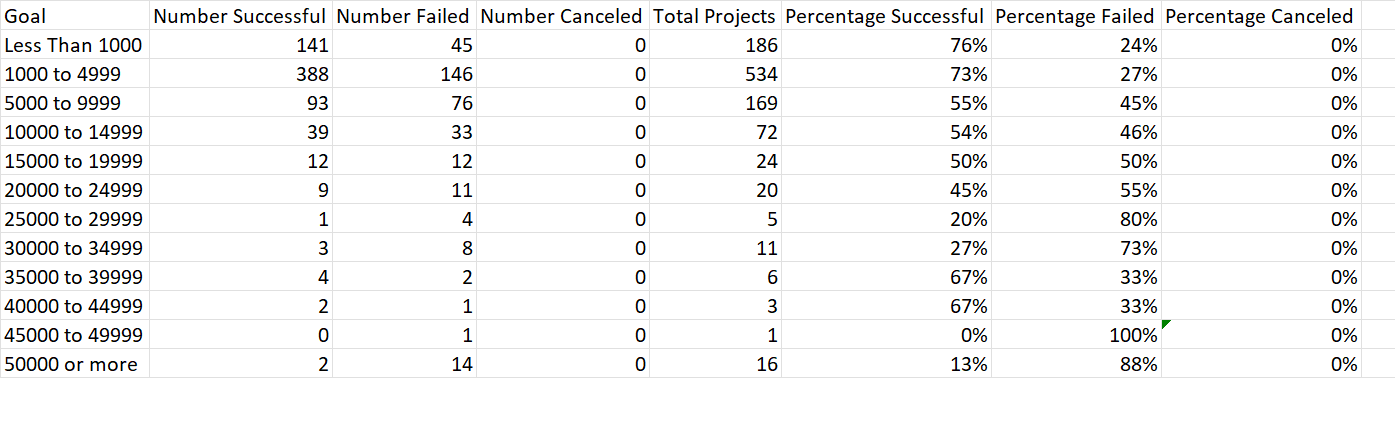 Goal Number Successful Number Failed Number Canceled Total Projects Percentage Successful Percentage Failed Percentage Canceled
Less Than 1000 141 45 0 186 76% 24% 0%
1000 to 4999 388 146 0 534 73% 27% 0%
5000 to 9999 93 76 0 169 55% 45% 0%
10000 to 14999 39 33 0 72 54% 46% 0%
15000 to 19999 12 12 0 24 50% 50% 0%
20000 to 24999 9 11 0 20 45% 55% 0%
25000 to 29999 1 4 0 5 20% 80% 0%
30000 to 34999 3 8 0 11 27% 73% 0%
35000 to 39999 4 2 0 6 67% 33% 0%
40000 to 44999 2 1 0 3 67% 33% 0%
45000 to 49999 0 1 0 1 0% 100% 0%
50000 or more 2 14 0 16 13% 88% 0%